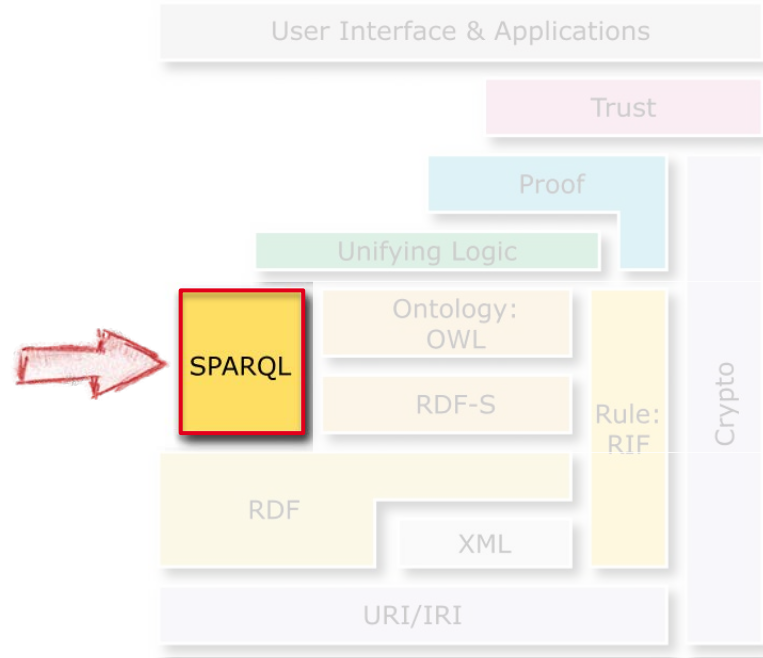 User Interface & Applications
Trust
Proof
Unifying Logic
Ontology:
OWL
SPARQL
RDF-S
Rule:
RIF
Crypto
RDF
XML
URI/IRI